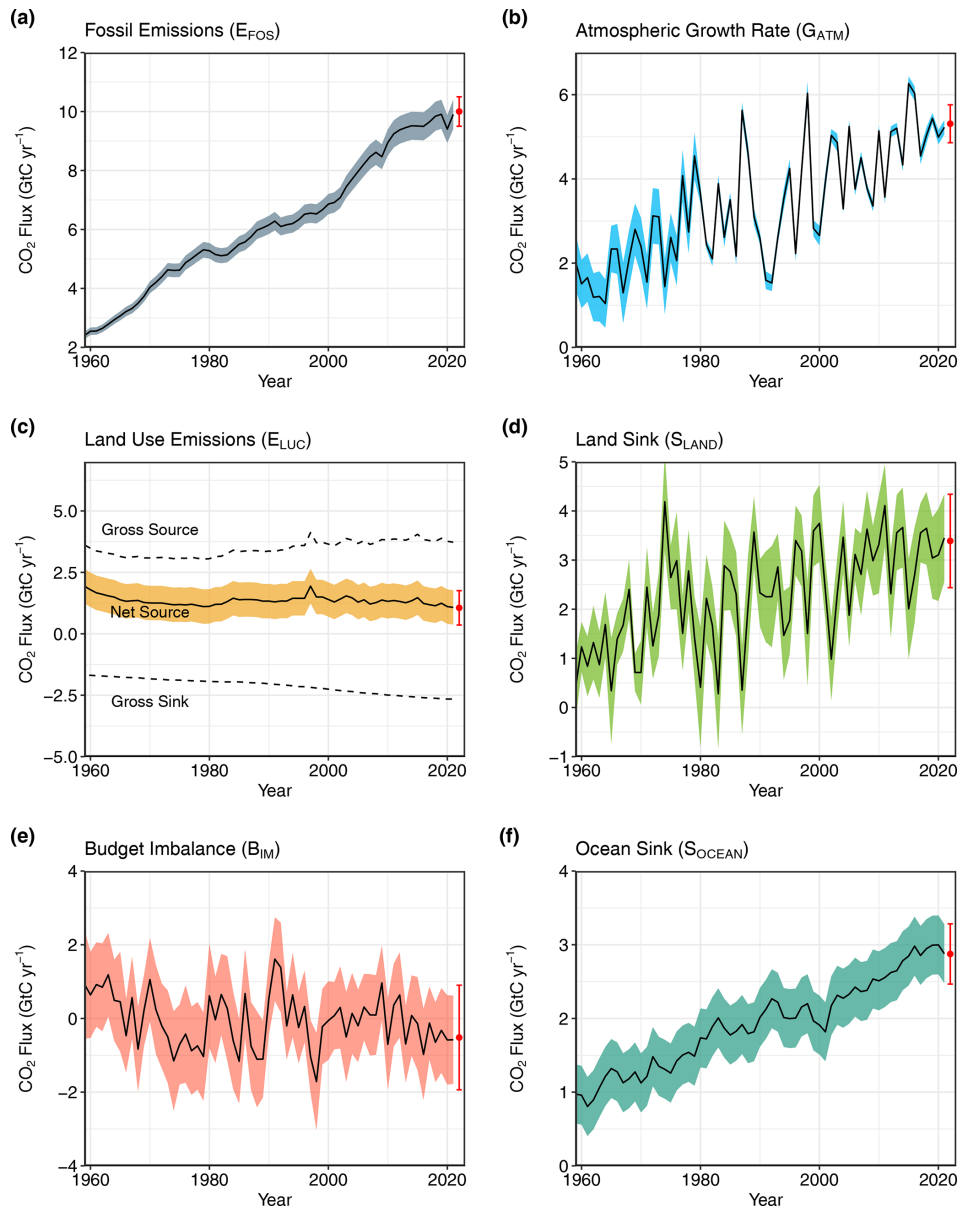 (a)
Fossil Emissions (E_FOS)
CO₂ Flux (GtC yr⁻¹)
12
10
8
6
4
2
1960 1980 2000 2020
Year
(b)
Atmospheric Growth Rate (G_ATM)
CO₂ Flux (GtC yr⁻¹)
6
4
2
0
1960 1980 2000 2020
Year
(c)
Land Use Emissions (E_LUC)
CO₂ Flux (GtC yr⁻¹)
5.0
2.5
0.0
−2.5
−5.0
Gross Source
Net Source
Gross Sink
1960 1980 2000 2020
Year
(d)
Land Sink (S_LAND)
CO₂ Flux (GtC yr⁻¹)
5
4
3
2
1
0
−1
1960 1980 2000 2020
Year
(e)
Budget Imbalance (B_IM)
CO₂ Flux (GtC yr⁻¹)
4
2
0
−2
−4
1960 1980 2000 2020
Year
(f)
Ocean Sink (S_OCEAN)
CO₂ Flux (GtC yr⁻¹)
4
3
2
1
0
1960 1980 2000 2020
Year